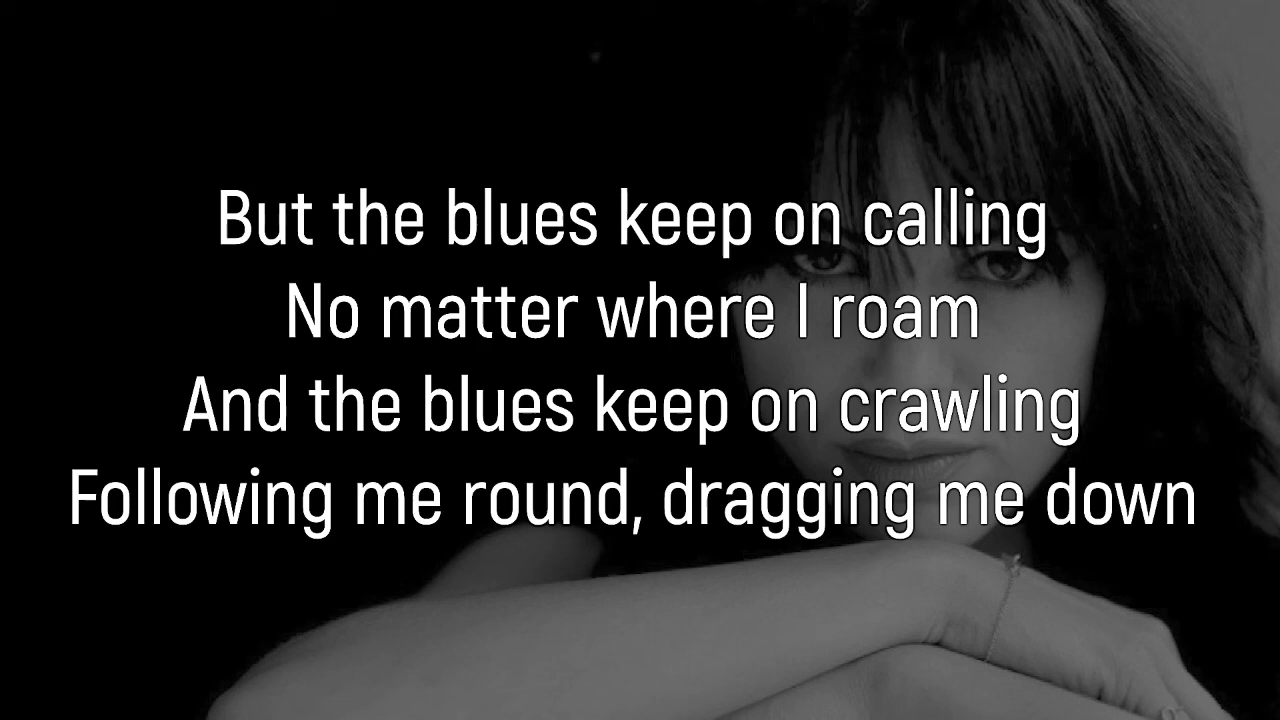 But the blues keep on calling
No matter where I roam
And the blues keep on crawling
Following me round, dragging me down